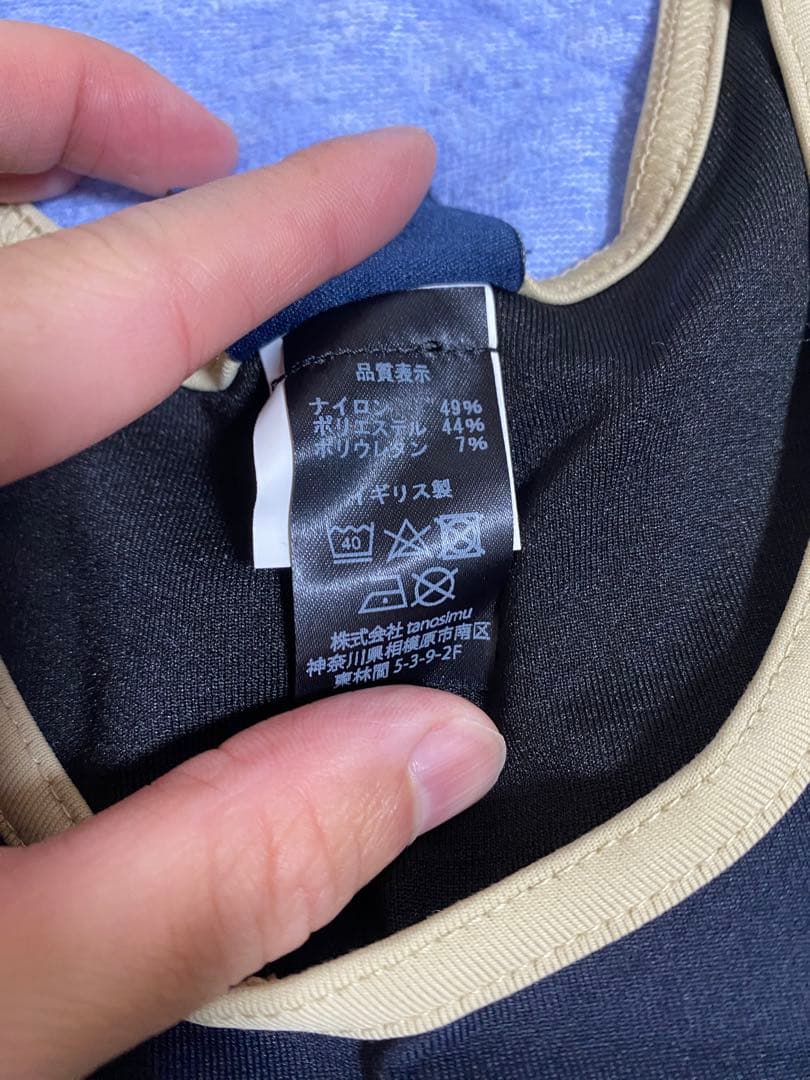 品質表示
ナイロン 49%
ポリエステル 44%
ポリウレタン 7%
イギリス製
40
株式会社 tanosimu
神奈川県相模原市南区
東林間 5-3-9-2F